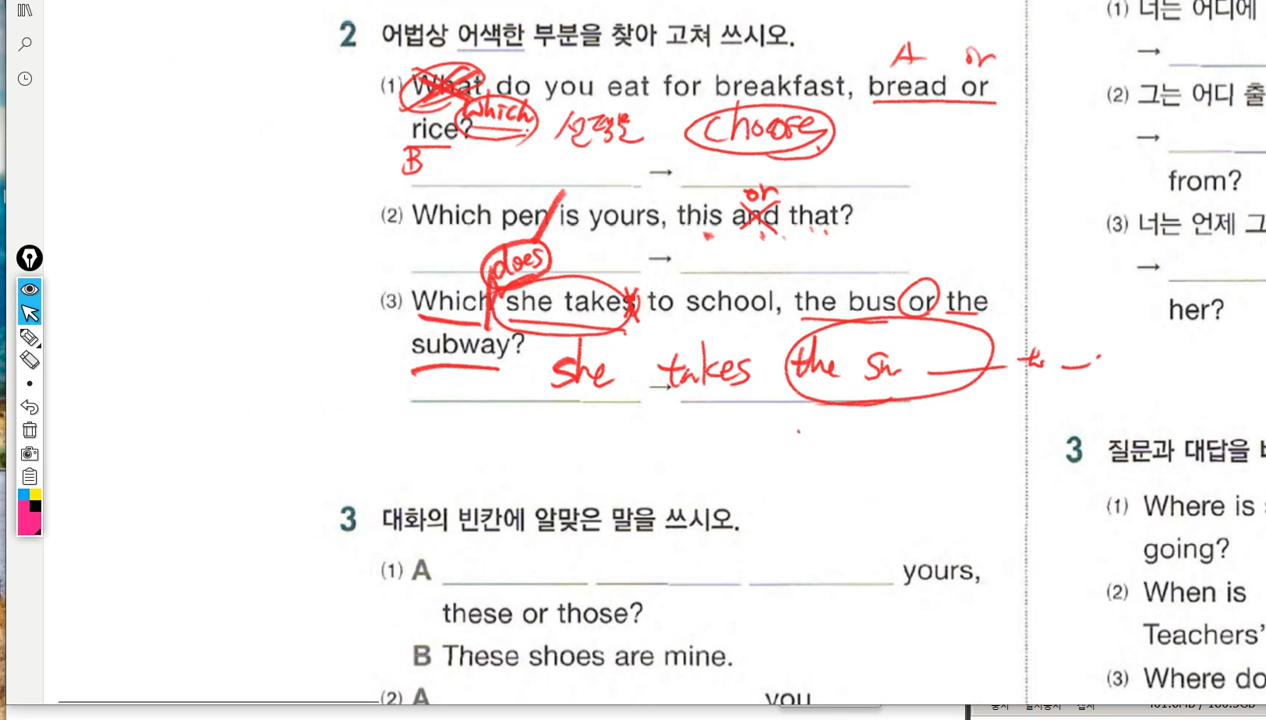 2 어법상 어색한 부분을 찾아 고쳐 쓰시오.
A or
(1) What do you eat for breakfast, bread or
which
rice? 선택문 choose
B
→
or
(2) Which pen is yours, this and that?
does
→
(3) Which she takes to school, the bus or the
subway?
she takes the su to
→
3 대화의 빈칸에 알맞은 말을 쓰시오.
(1) A yours,
these or those?
B These shoes are mine.
(2) A you
(1) 너는 어디에
→
(2) 그는 어디 출
→
from?
(3) 너는 언제 그
→
her?
3 질문과 대답을
(1) Where is
going?
(2) When is
Teachers'
(3) Where do